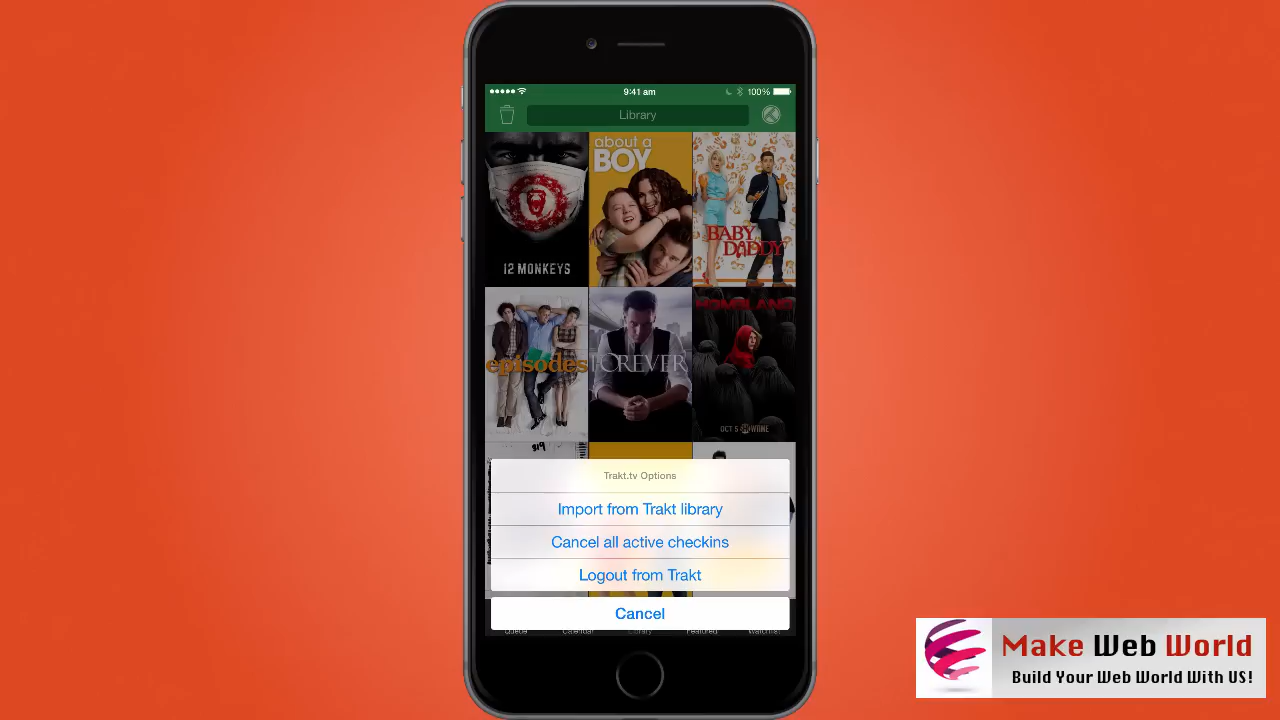 9:41 am
100%
Library
12 MONKEYS
about a
BOY
BABY
DADDY
episodes
FOREVER
HOMELAND
OCT 5 SHOWTIME
Trakt.tv Options
Import from Trakt library
Cancel all active checkins
Logout from Trakt
Cancel
Queue
Calendar
Library
Featured
Watchlist
Make Web World
Build Your Web World With US!